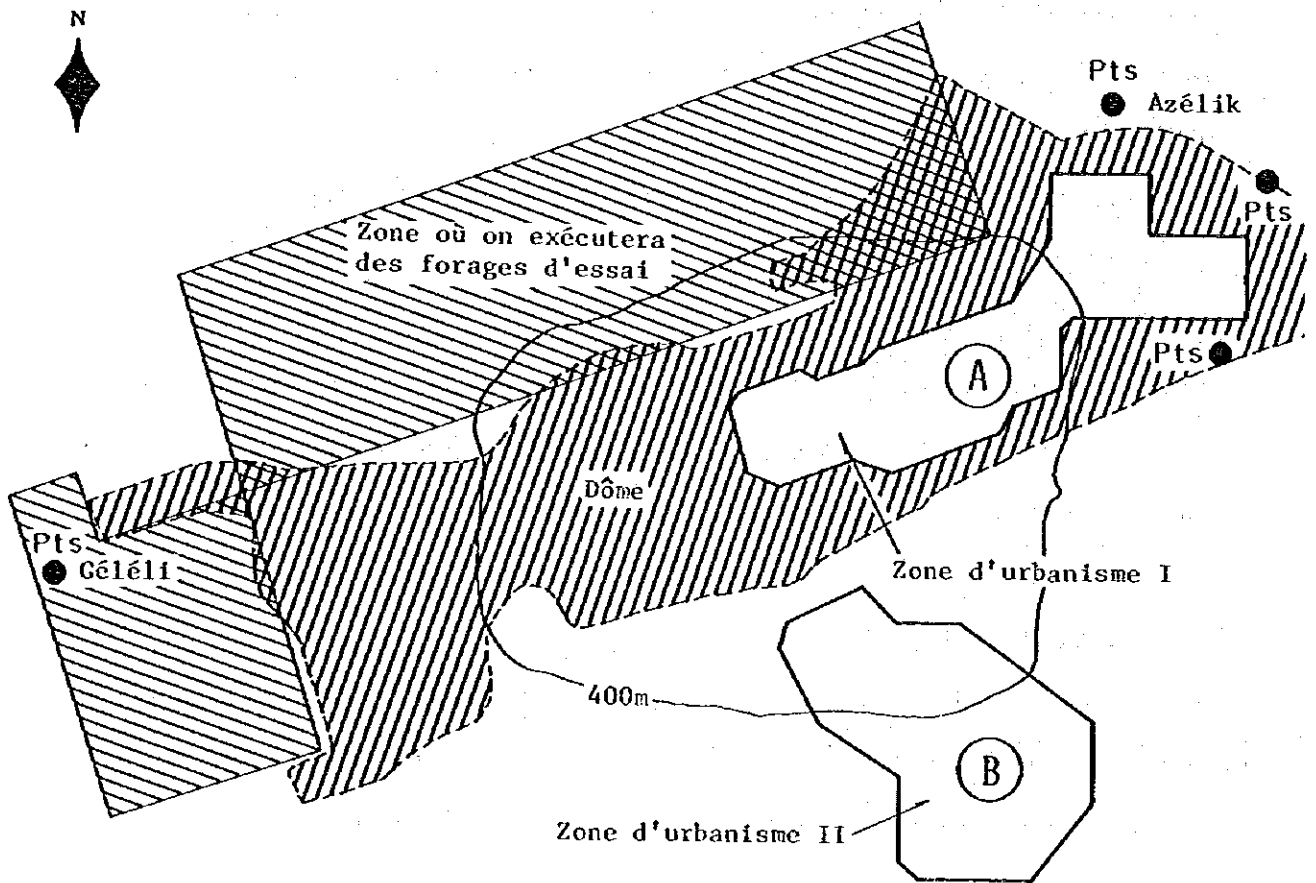 N
Pts
Azélik
Pts
Zone où on exécutera
des forages d'essai
Pts
A
Dôme
Pts
Géléli
Zone d'urbanisme I
400m
B
Zone d'urbanisme II